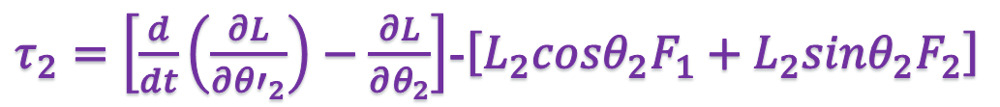 τ₂ = [d/dt (∂L/∂θ′₂) − ∂L/∂θ₂]-[L₂cosθ₂F₁ + L₂sinθ₂F₂]